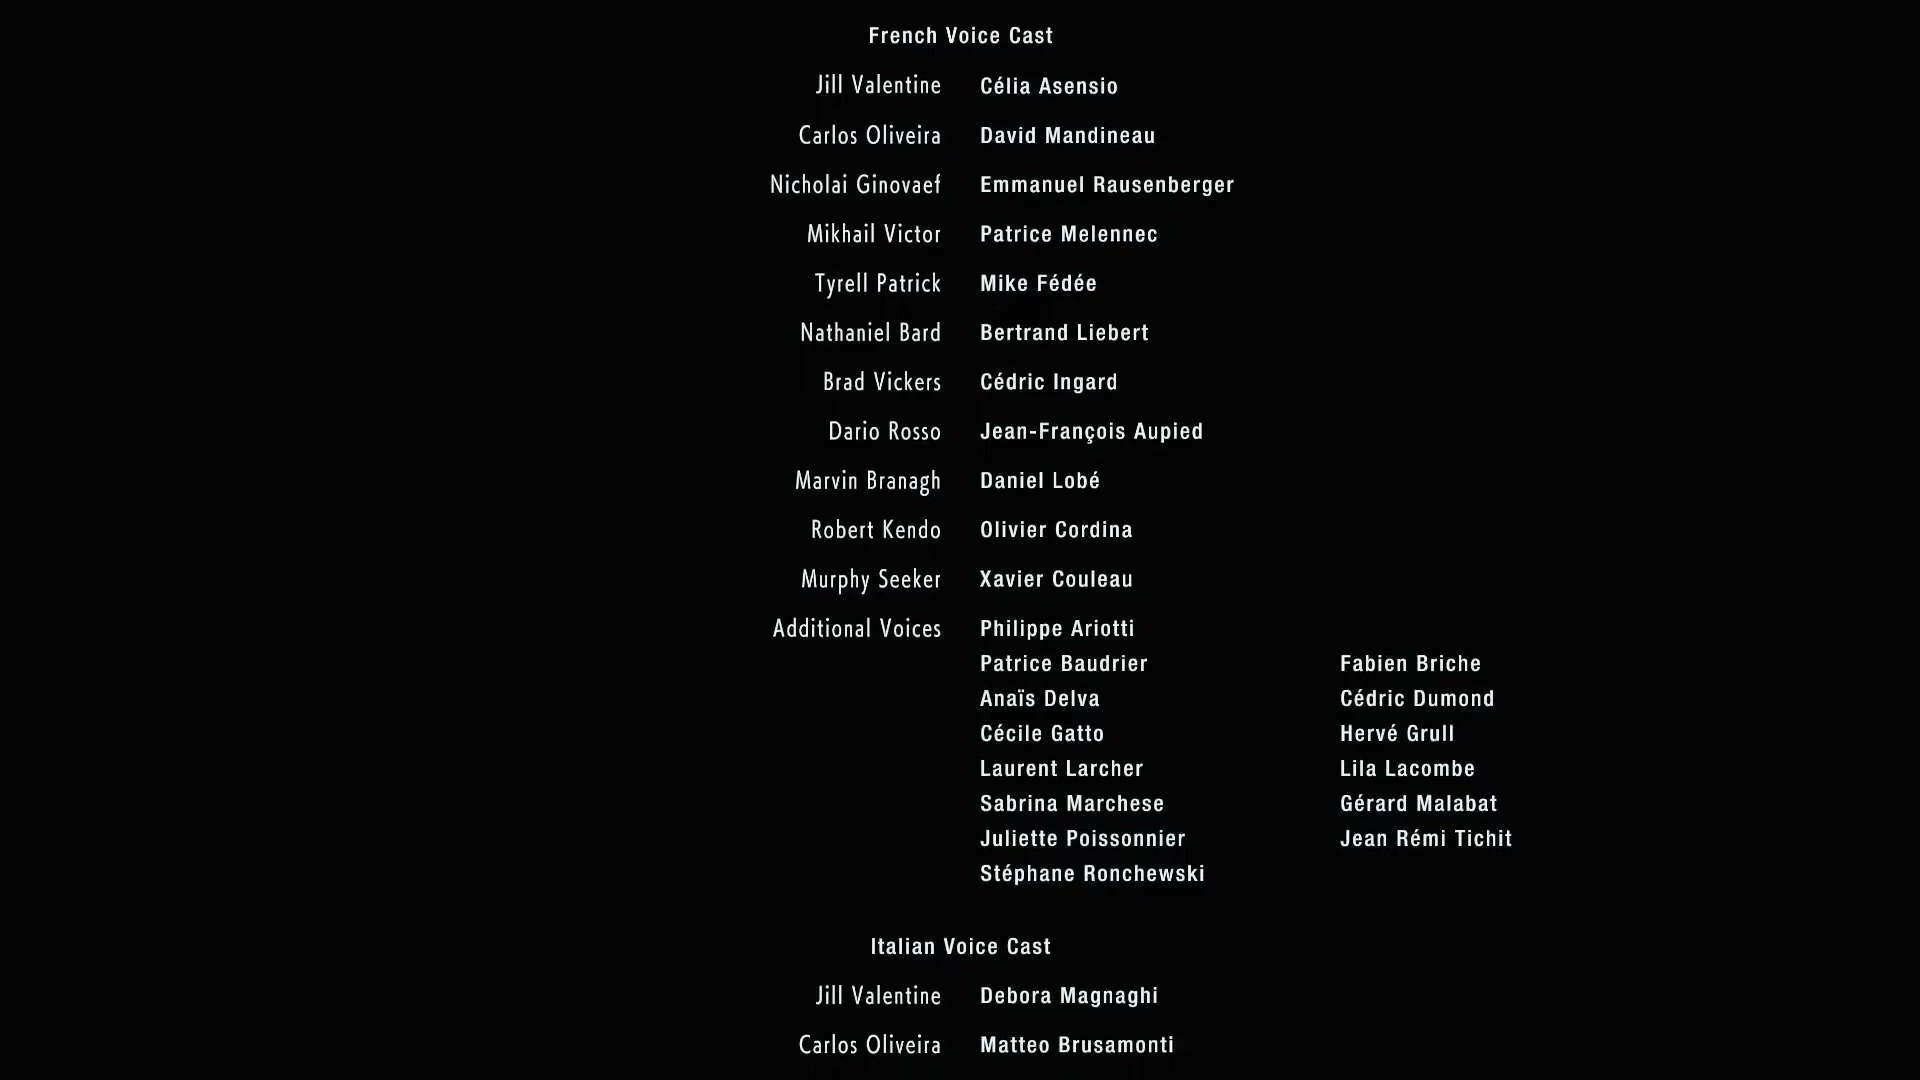 French Voice Cast
Jill Valentine Célia Asensio
Carlos Oliveira David Mandineau
Nicholai Ginovaef Emmanuel Rausenberger
Mikhail Victor Patrice Melennec
Tyrell Patrick Mike Fédée
Nathaniel Bard Bertrand Liebert
Brad Vickers Cédric Ingard
Dario Rosso Jean-François Aupied
Marvin Branagh Daniel Lobé
Robert Kendo Olivier Cordina
Murphy Seeker Xavier Couleau
Additional Voices Philippe Ariotti
Patrice Baudrier Fabien Briche
Anaïs Delva Cédric Dumond
Cécile Gatto Hervé Grull
Laurent Larcher Lila Lacombe
Sabrina Marchese Gérard Malabat
Juliette Poissonnier Jean Rémi Tichit
Stéphane Ronchewski
Italian Voice Cast
Jill Valentine Debora Magnaghi
Carlos Oliveira Matteo Brusamonti